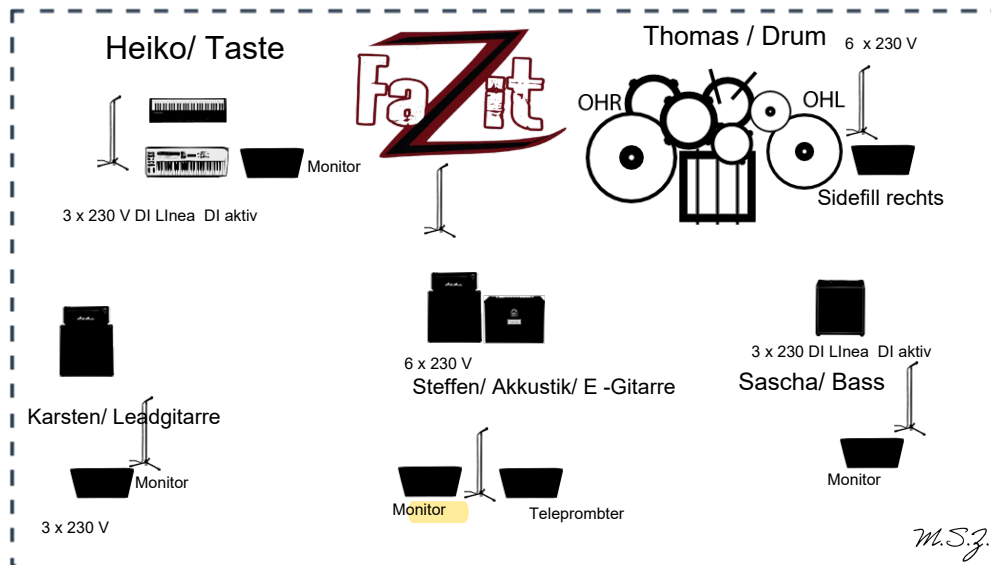 Heiko/ Taste
FaZit
Thomas / Drum
6 x 230 V
OHR
OHL
Monitor
Sidefill rechts
3 x 230 V DI LInea DI aktiv
6 x 230 V
3 x 230 DI LInea DI aktiv
Steffen/ Akkustik/ E -Gitarre
Sascha/ Bass
Karsten/ Leadgitarre
Monitor
Monitor
Monitor
Teleprombter
3 x 230 V
M.S.Z.